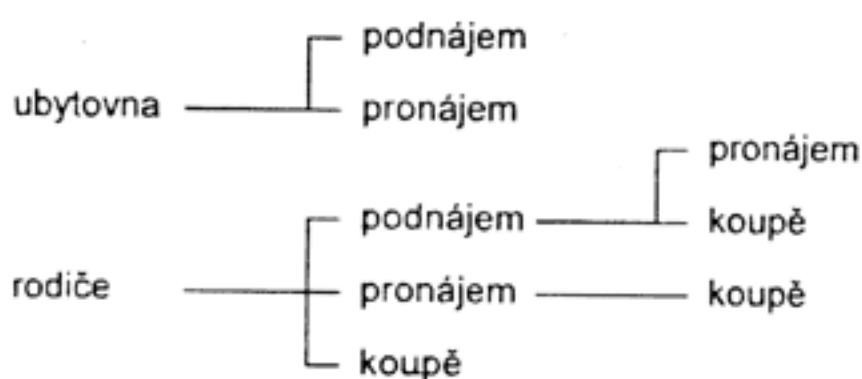 podnájem
ubytovna
pronájem
pronájem
podnájem
koupě
rodiče
pronájem
koupě
koupě